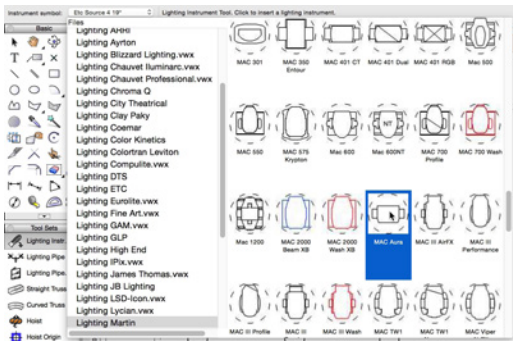 Instrument symbol: Etc Source 4 19° Lighting Instrument Tool. Click to insert a lighting instrument.
Basic
Files
Lighting ARRI
Lighting Ayrton
Lighting Blizzard Lighting.vwx
Lighting Chauvet Iluminarc.vwx
Lighting Chauvet Professional.vwx
Lighting Chroma Q
Lighting City Theatrical
Lighting Clay Paky
Lighting Coemar
Lighting Color Kinetics
Lighting Colortran Leviton
Lighting Compulite.vwx
Lighting DTS
Lighting ETC
Lighting Eurolite.vwx
Lighting Fine Art.vwx
Lighting GAM.vwx
Lighting GLP
Lighting High End
Lighting IPix.vwx
Lighting James Thomas.vwx
Lighting JB Lighting
Lighting LSD-Icon.vwx
Lighting Lycian.vwx
Lighting Martin
Tool Sets
Lighting Instr.
Lighting Pipe
Lighting Pipe.
Straight Truss
Curved Truss
Hoist
Hoist Origin
MAC 301
MAC 350
Entour
MAC 401 CT
MAC 401 Dual
MAC 401 RGB
Mac 500
MAC 550
MAC 575
Krypton
Mac 600
NT
Mac 600NT
MAC 700
Profile
MAC 700 Wash
Mac 1200
MAC 2000
Beam XB
MAC 2000
Wash XB
MAC Aura
MAC III AirFX
MAC III
Performance
MAC III Profile
MAC III
MAC III Wash
MAC TW1
MAC TW1
MAC Viper